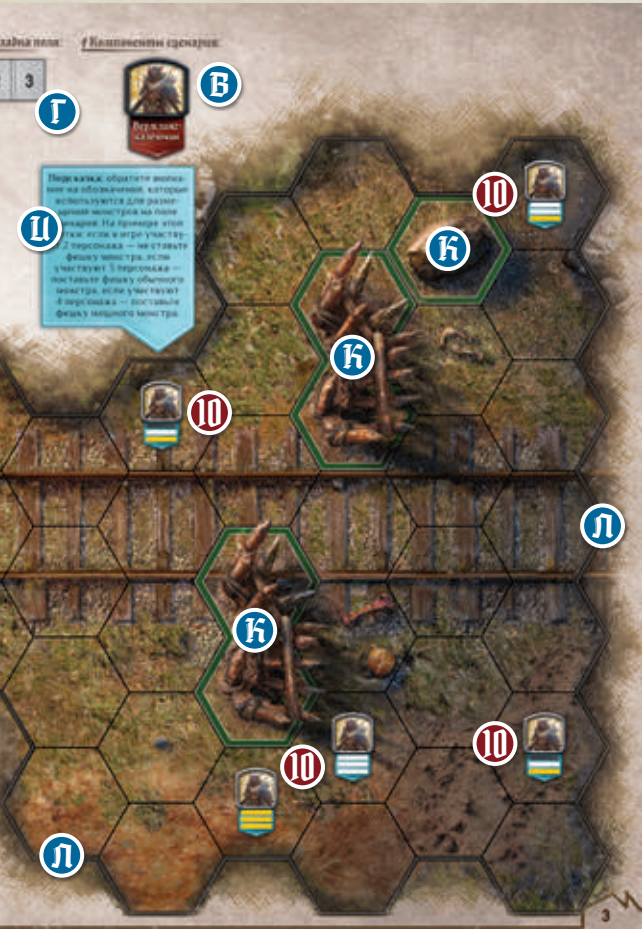 Компоненты сценария:
3
В
Г
Подсказка: обратите внима-
ние на обозначения, которые
используются для разме-
щения монстров на поле
сценария. На примере этой
если в игре участву-
2 персонажа — не ставьте
фишку монстра, если
участвуют 3 персонажа —
поставьте фишку обычного
монстра, если участвуют
4 персонажа — поставьте
фишку мощного монстра.
Ц
10
К
К
10
Л
К
10
10
Л
3